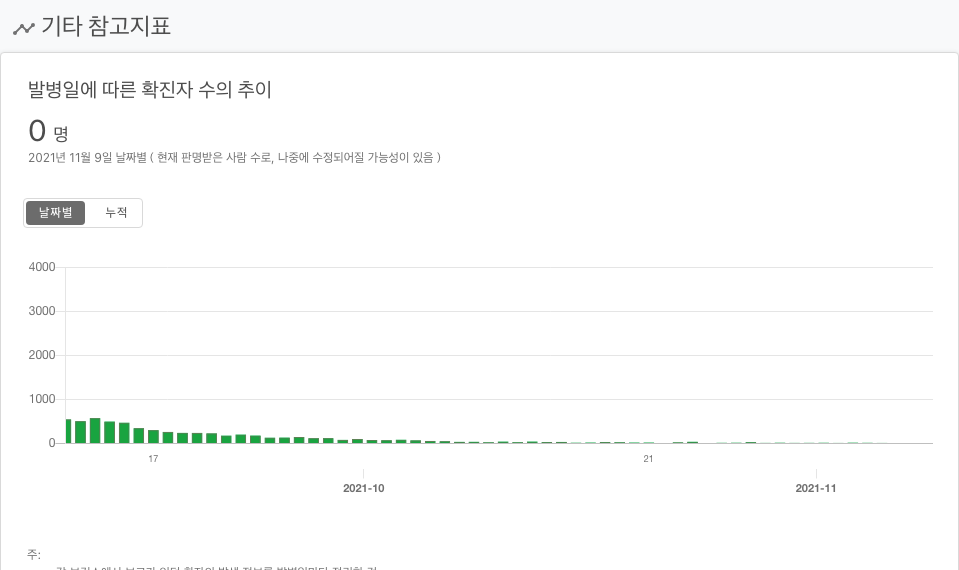 기타 참고지표
발병일에 따른 확진자 수의 추이
0 명
2021년 11월 9일 날짜별 ( 현재 판명받은 사람 수로, 나중에 수정되어질 가능성이 있음 )
날짜별 누적
4000
3000
2000
1000
0
17 21
2021-10 2021-11
주: